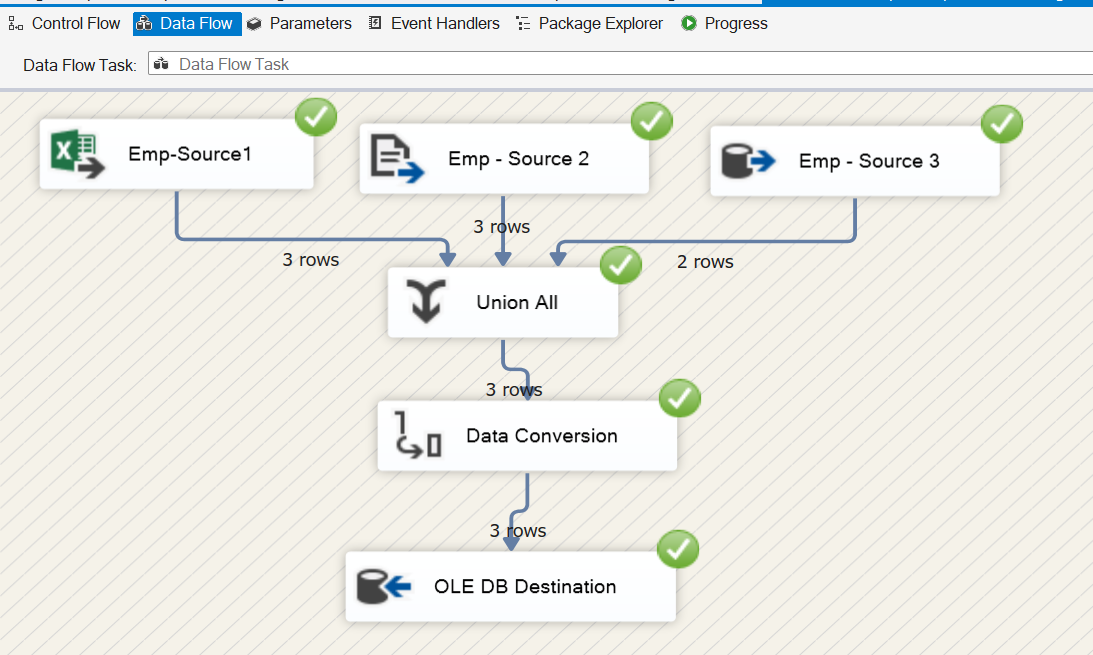 Control Flow Data Flow Parameters Event Handlers Package Explorer Progress
Data Flow Task: Data Flow Task
Emp-Source1 Emp - Source 2 Emp - Source 3
3 rows
3 rows 2 rows
Union All
3 rows
Data Conversion
3 rows
OLE DB Destination